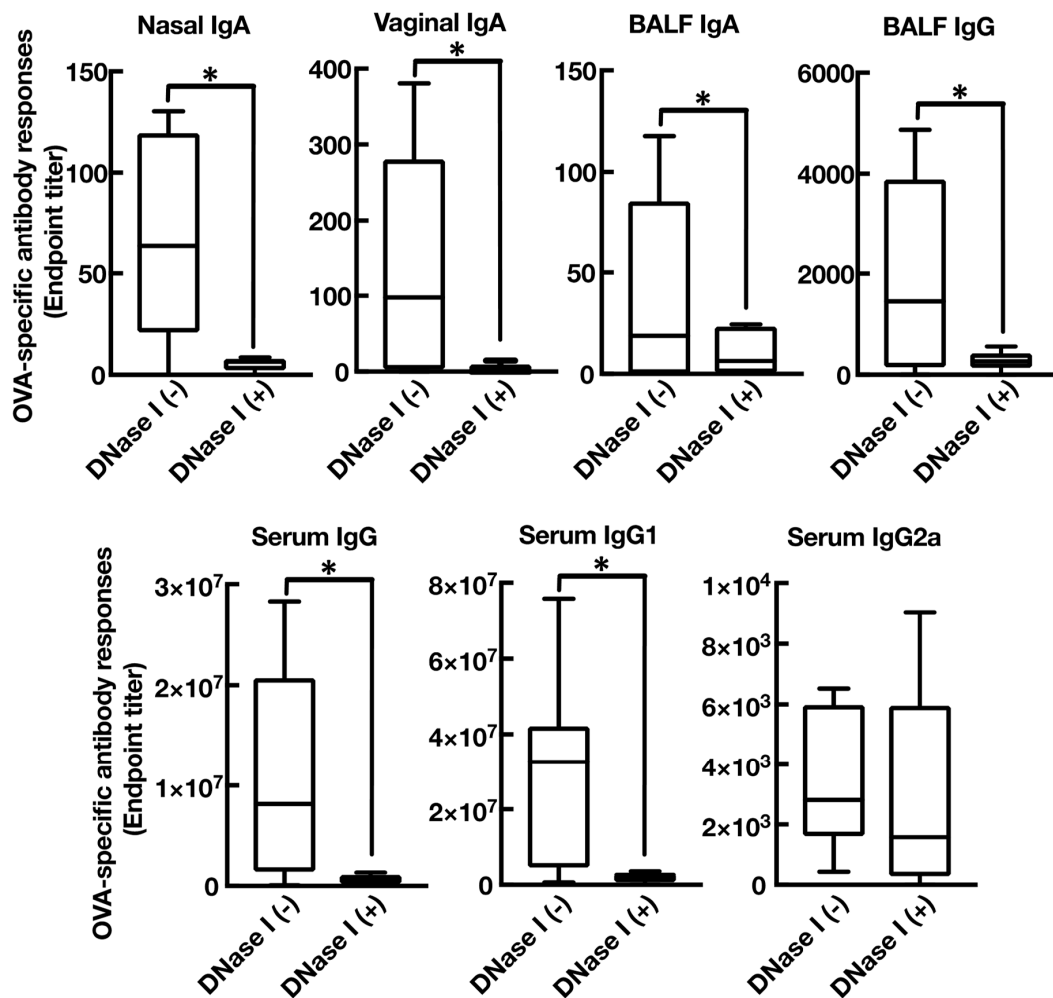 Nasal IgA
Vaginal IgA
BALF IgA
BALF IgG
OVA-specific antibody responses
(Endpoint titer)
150
100
50
0
*
DNase I (-)
DNase I (+)
400
300
200
100
0
*
DNase I (-)
DNase I (+)
150
100
50
0
*
DNase I (-)
DNase I (+)
6000
4000
2000
0
*
DNase I (-)
DNase I (+)
Serum IgG
Serum IgG1
Serum IgG2a
OVA-specific antibody responses
(Endpoint titer)
3×10⁷
2×10⁷
1×10⁷
0
*
DNase I (-)
DNase I (+)
8×10⁷
6×10⁷
4×10⁷
2×10⁷
0
*
DNase I (-)
DNase I (+)
1×10⁴
8×10³
6×10³
4×10³
2×10³
0
DNase I (-)
DNase I (+)